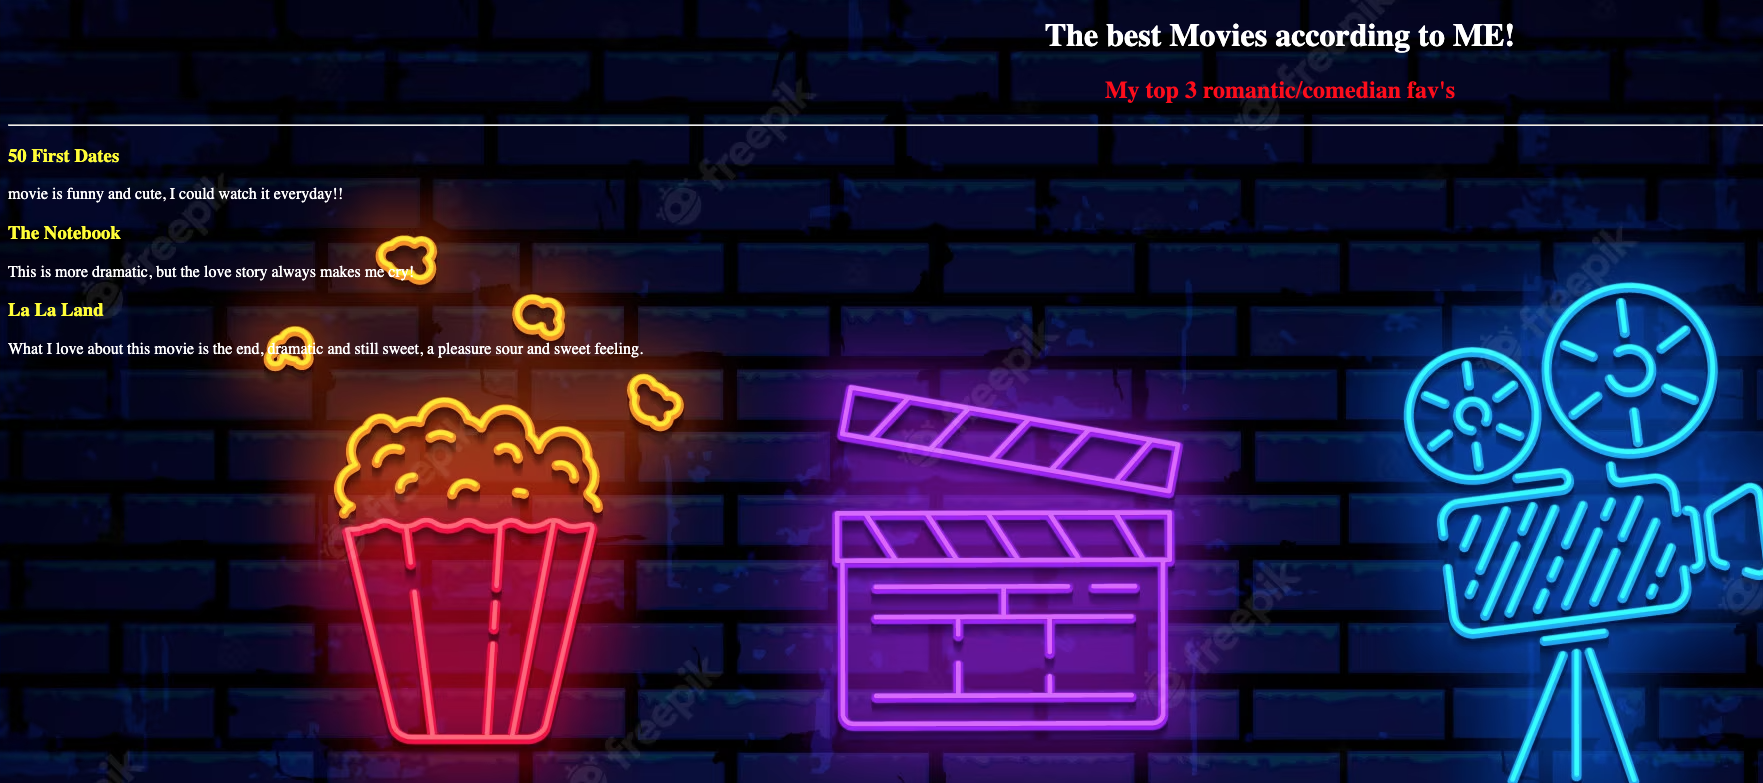 The best Movies according to ME!
My top 3 romantic/comedian fav's
50 First Dates
movie is funny and cute, I could watch it everyday!!
The Notebook
This is more dramatic, but the love story always makes me cry!
La La Land
What I love about this movie is the end, dramatic and still sweet, a pleasure sour and sweet feeling.
freepik
freepik
freepik
freepik
freepik
freepik
freepik
freepik
freepik
freepik